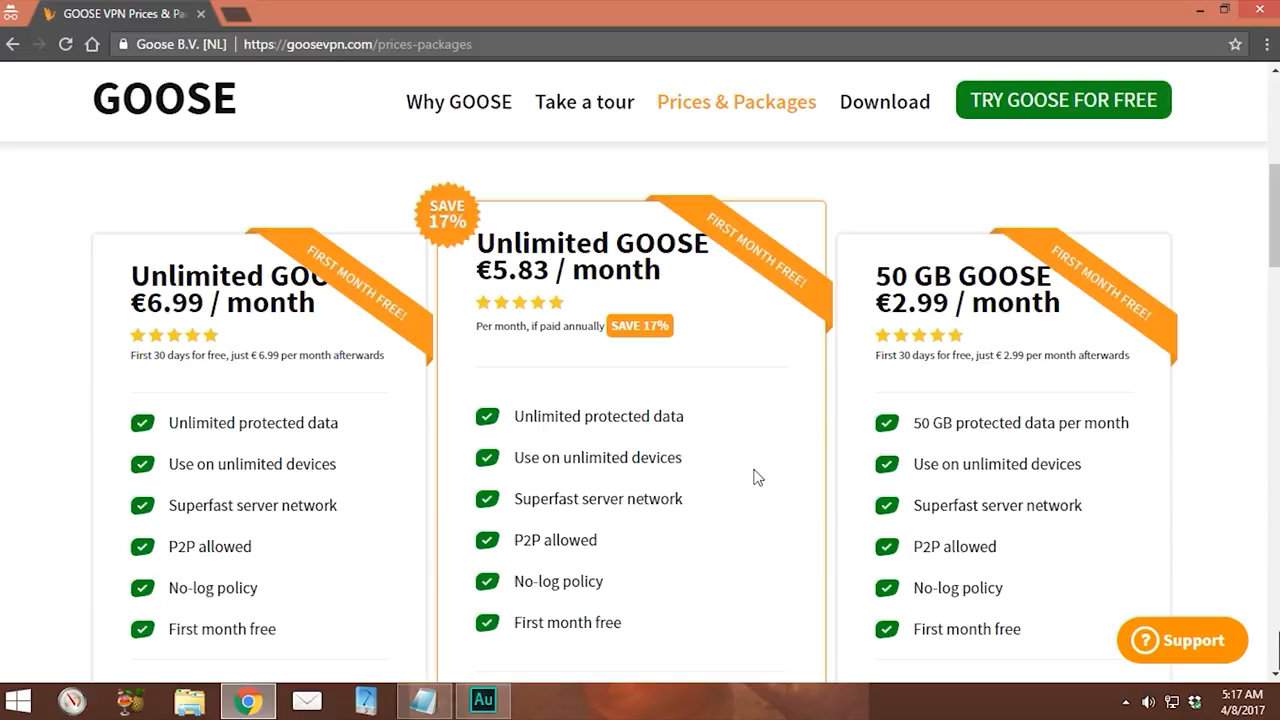 GOOSE VPN Prices & Pa
Goose B.V. [NL]
https://goosevpn.com/prices-packages
GOOSE
Why GOOSE
Take a tour
Prices & Packages
Download
TRY GOOSE FOR FREE
FIRST MONTH FREE!
Unlimited GOO
€6.99 / month
First 30 days for free, just € 6.99 per month afterwards
Unlimited protected data
Use on unlimited devices
Superfast server network
P2P allowed
No-log policy
First month free
SAVE
17%
FIRST MONTH FREE!
Unlimited GOOSE
€5.83 / month
Per month, if paid annually SAVE 17%
Unlimited protected data
Use on unlimited devices
Superfast server network
P2P allowed
No-log policy
First month free
FIRST MONTH FREE!
50 GB GOOSE
€2.99 / month
First 30 days for free, just € 2.99 per month afterwards
50 GB protected data per month
Use on unlimited devices
Superfast server network
P2P allowed
No-log policy
First month free
? Support
Au
5:17 AM
4/8/2017